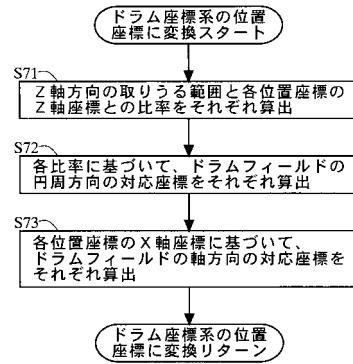 ドラム座標系の位置
座標に変換スタート
S71
Z軸方向の取りうる範囲と各位置座標の
Z軸座標との比率をそれぞれ算出
S72
各比率に基づいて、ドラムフィールドの
円周方向の対応座標をそれぞれ算出
S73
各位置座標のX軸座標に基づいて、
ドラムフィールドの軸方向の対応座標を
それぞれ算出
ドラム座標系の位置
座標に変換リターン